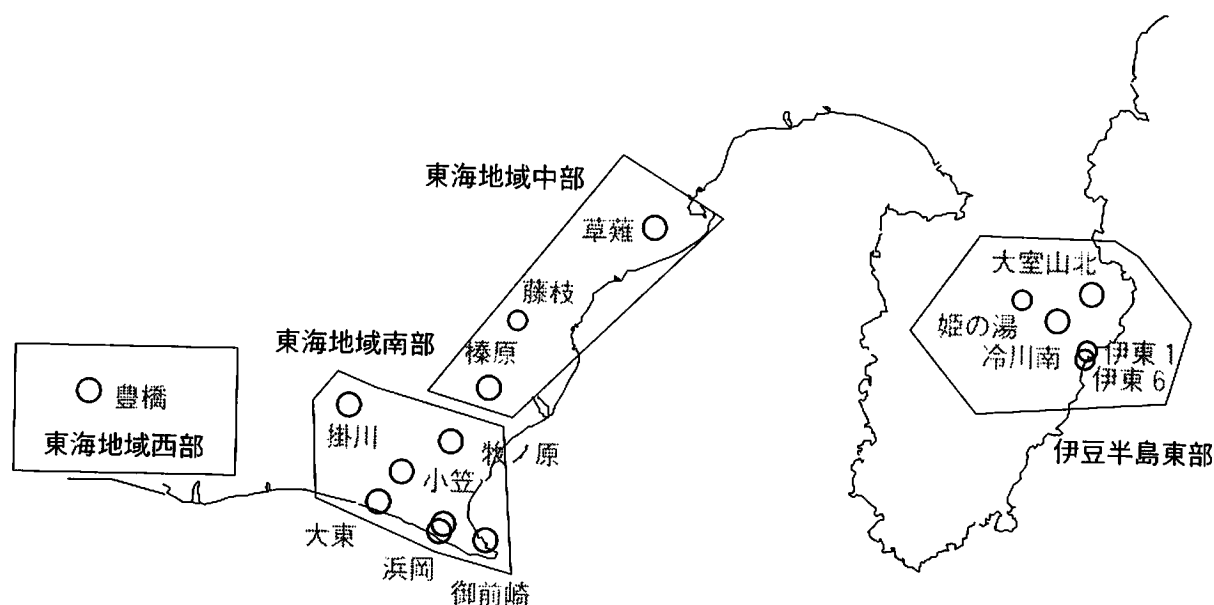 東海地域中部
草薙
藤枝
東海地域南部
榛原
豊橋
東海地域西部
掛川
牧ノ原
小笠
大東
浜岡
御前崎
大室山北
姫の湯
冷川南
伊東1
伊東6
伊豆半島東部